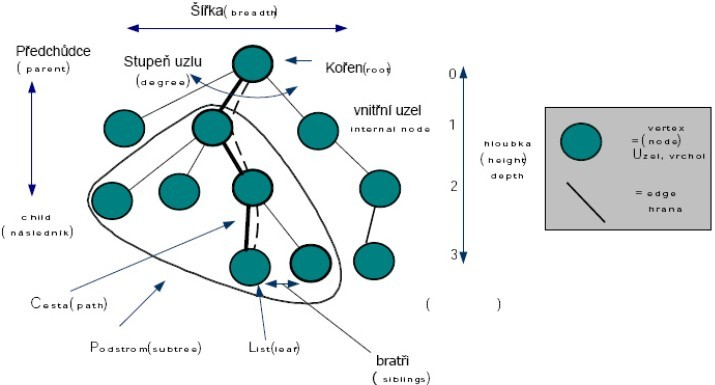 Šířka(breadth)
Předchůdce
(parent)
Stupeň uzlu
(degree)
Kořen(root)
vnitřní uzel
internal node
0
1
2
3
hloubka
(height)
depth
vertex
=(node)
Uzel, vrchol
= edge
hrana
child
(následník)
Cesta(path)
Podstrom(subtree)
List(leaf)
bratři
(siblings)
( )